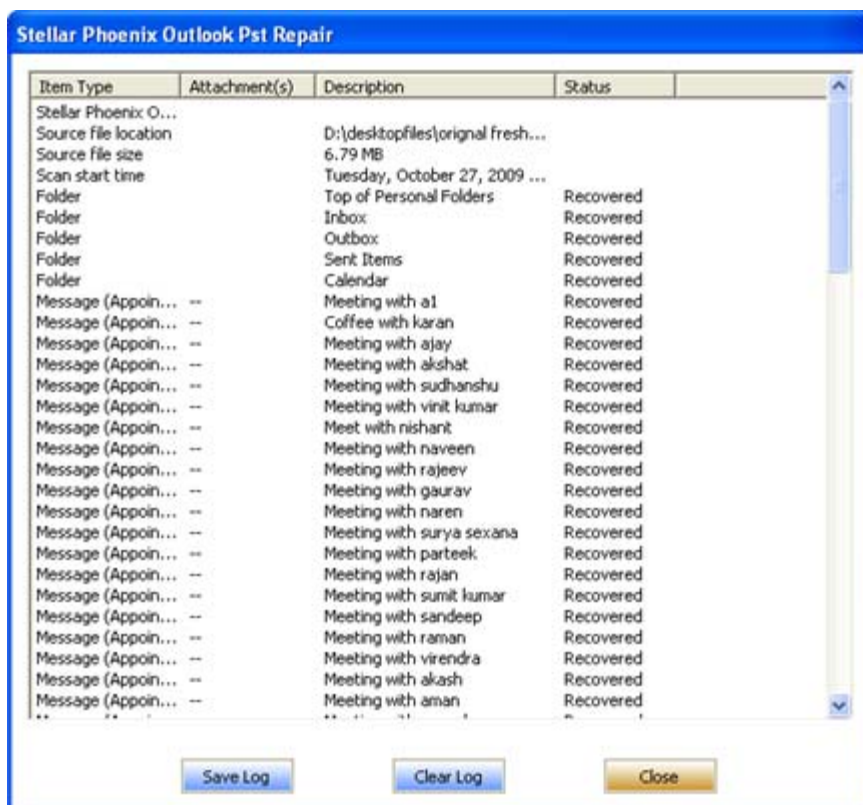 Stellar Phoenix Outlook Pst Repair
Item Type Attachment(s) Description Status
Stellar Phoenix O...
Source file location D:\desktopfiles\orignal fresh...
Source file size 6.79 MB
Scan start time Tuesday, October 27, 2009 ...
Folder Top of Personal Folders Recovered
Folder Inbox Recovered
Folder Outbox Recovered
Folder Sent Items Recovered
Folder Calendar Recovered
Message (Appoin... -- Meeting with a1 Recovered
Message (Appoin... -- Coffee with karan Recovered
Message (Appoin... -- Meeting with ajay Recovered
Message (Appoin... -- Meeting with akshat Recovered
Message (Appoin... -- Meeting with sudhanshu Recovered
Message (Appoin... -- Meeting with vinit kumar Recovered
Message (Appoin... -- Meet with nishant Recovered
Message (Appoin... -- Meeting with naveen Recovered
Message (Appoin... -- Meeting with rajeev Recovered
Message (Appoin... -- Meeting with gaurav Recovered
Message (Appoin... -- Meeting with naren Recovered
Message (Appoin... -- Meeting with surya sexana Recovered
Message (Appoin... -- Meeting with parteek Recovered
Message (Appoin... -- Meeting with rajan Recovered
Message (Appoin... -- Meeting with sumit kumar Recovered
Message (Appoin... -- Meeting with sandeep Recovered
Message (Appoin... -- Meeting with raman Recovered
Message (Appoin... -- Meeting with virendra Recovered
Message (Appoin... -- Meeting with akash Recovered
Message (Appoin... -- Meeting with aman Recovered
Save Log Clear Log Close